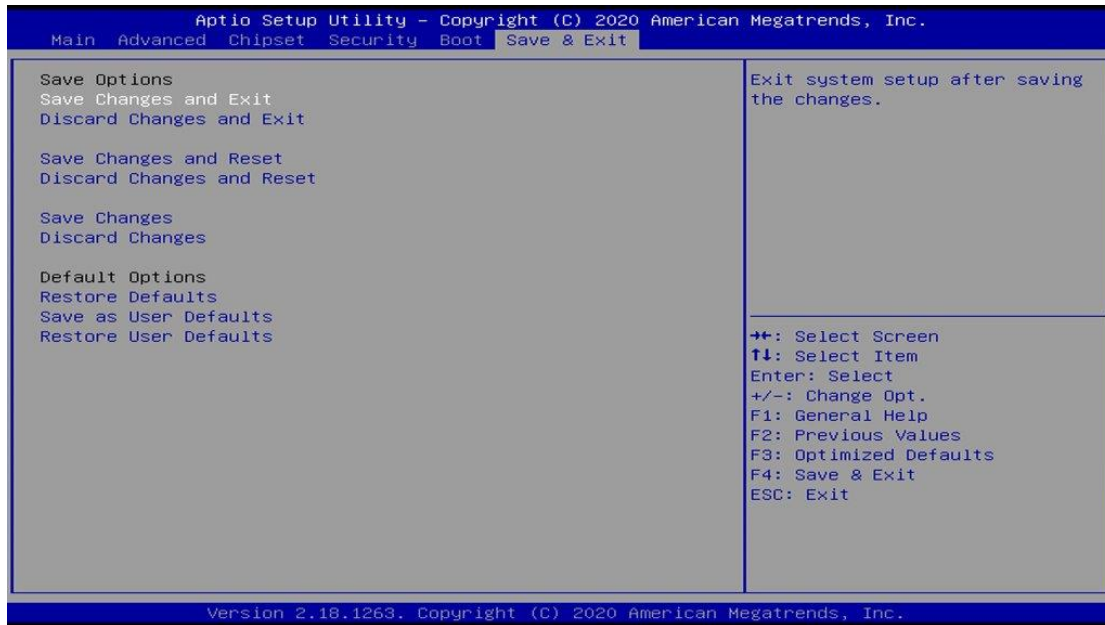 Aptio Setup Utility – Copyright (C) 2020 American Megatrends, Inc.
Main Advanced Chipset Security Boot Save & Exit
Save Options
Save Changes and Exit
Discard Changes and Exit
Save Changes and Reset
Discard Changes and Reset
Save Changes
Discard Changes
Default Options
Restore Defaults
Save as User Defaults
Restore User Defaults
Exit system setup after saving
the changes.
→←: Select Screen
↑↓: Select Item
Enter: Select
+/-: Change Opt.
F1: General Help
F2: Previous Values
F3: Optimized Defaults
F4: Save & Exit
ESC: Exit
Version 2.18.1263. Copyright (C) 2020 American Megatrends, Inc.